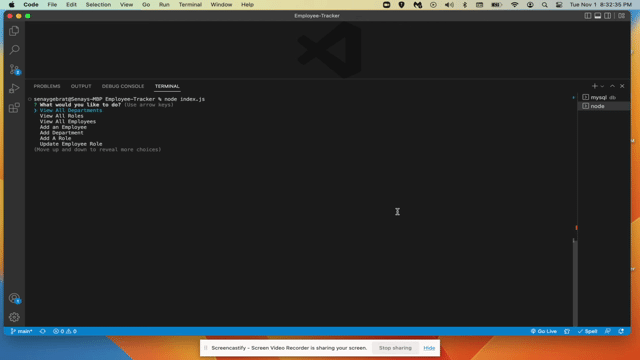 Code File Edit Selection View Go Run Terminal Window Help Tue Nov 1 8:32:35 PM
Employee-Tracker
PROBLEMS OUTPUT DEBUG CONSOLE TERMINAL
senaygebrat@Senays-MBP Employee-Tracker % node index.js
? What would you like to do? (Use arrow keys)
❯ View All Departments
View All Roles
View All Employees
Add an Employee
Add Department
Add A Role
Update Employee Role
(Move up and down to reveal more choices)
mysql db
node
main* 0 0 Go Live Spell
Screencastify - Screen Video Recorder is sharing your screen. Stop sharing Hide